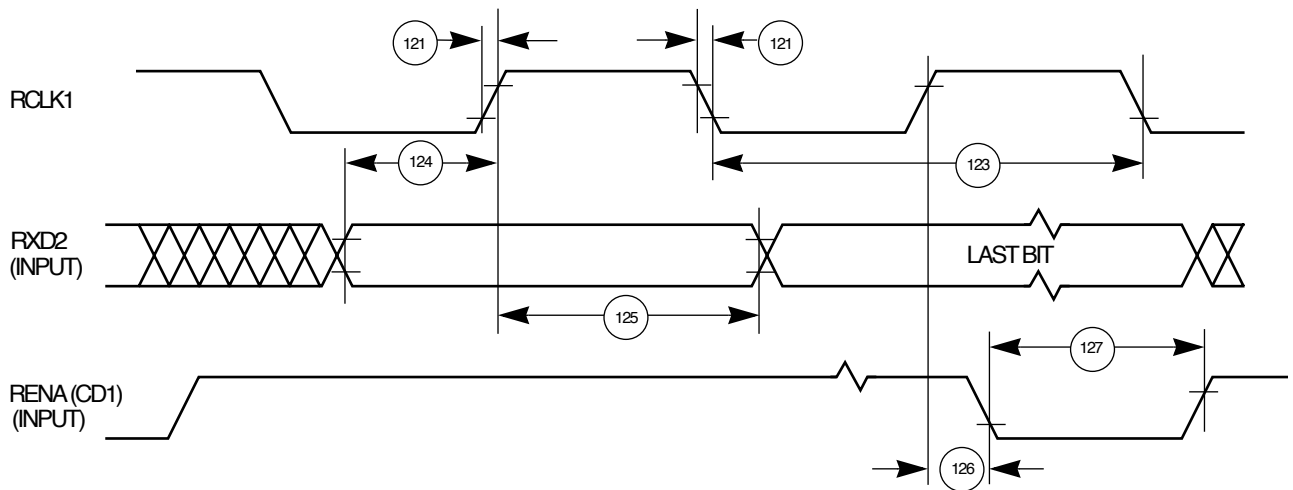 121
121
RCLK1
124
123
RXD2
(INPUT)
LAST BIT
125
127
RENA (CD1)
(INPUT)
126